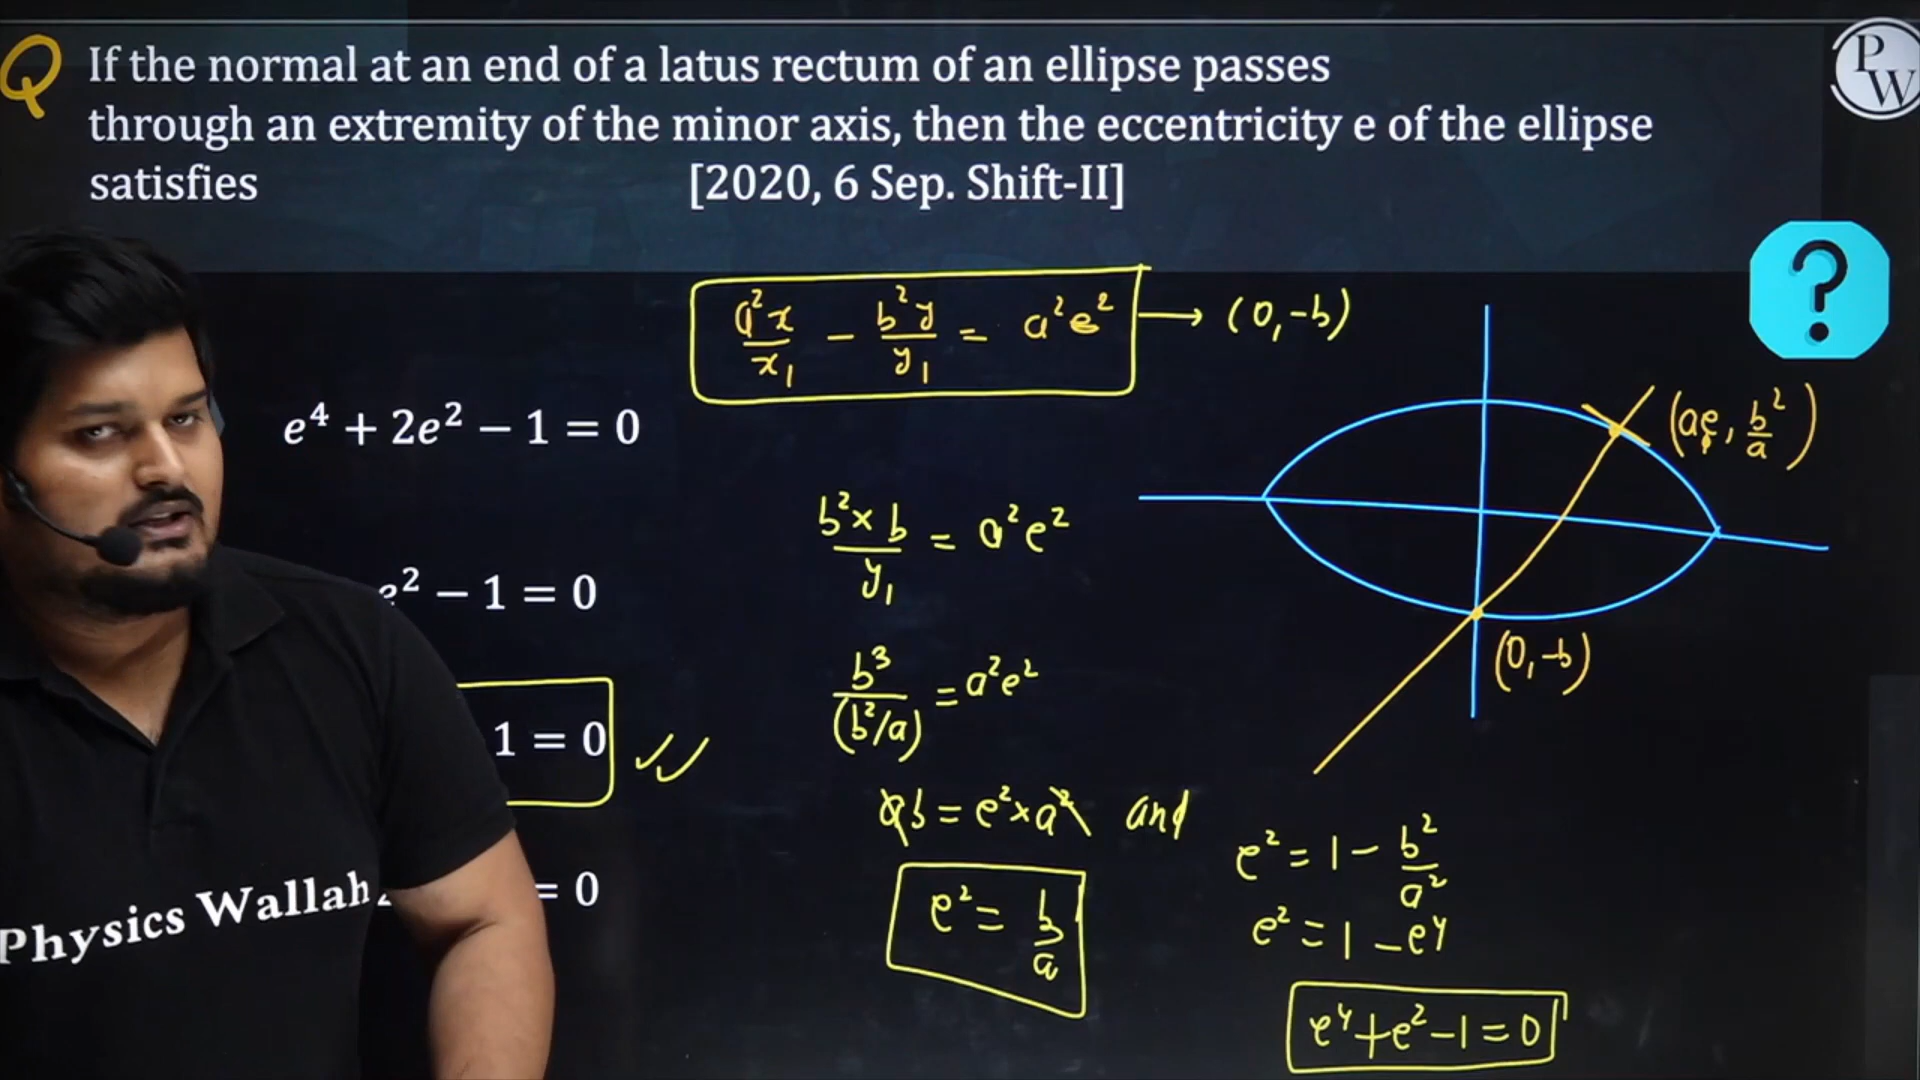 Q If the normal at an end of a latus rectum of an ellipse passes
through an extremity of the minor axis, then the eccentricity e of the ellipse
satisfies [2020, 6 Sep. Shift-II]
PW
?
a²x/x₁ − b²y/y₁ = a²e² → (0, -b)
e⁴ + 2e² − 1 = 0
(ae, b²/a)
b²×b/y₁ = a²e²
e² − 1 = 0
b³/(b²/a) = a²e²
(0, -b)
1 = 0
ab = e²×a² and
e² = 1 − b²/a²
= 0
Physics Wallah
e² = b/a
e² = 1 − e⁴
e⁴ + e² − 1 = 0